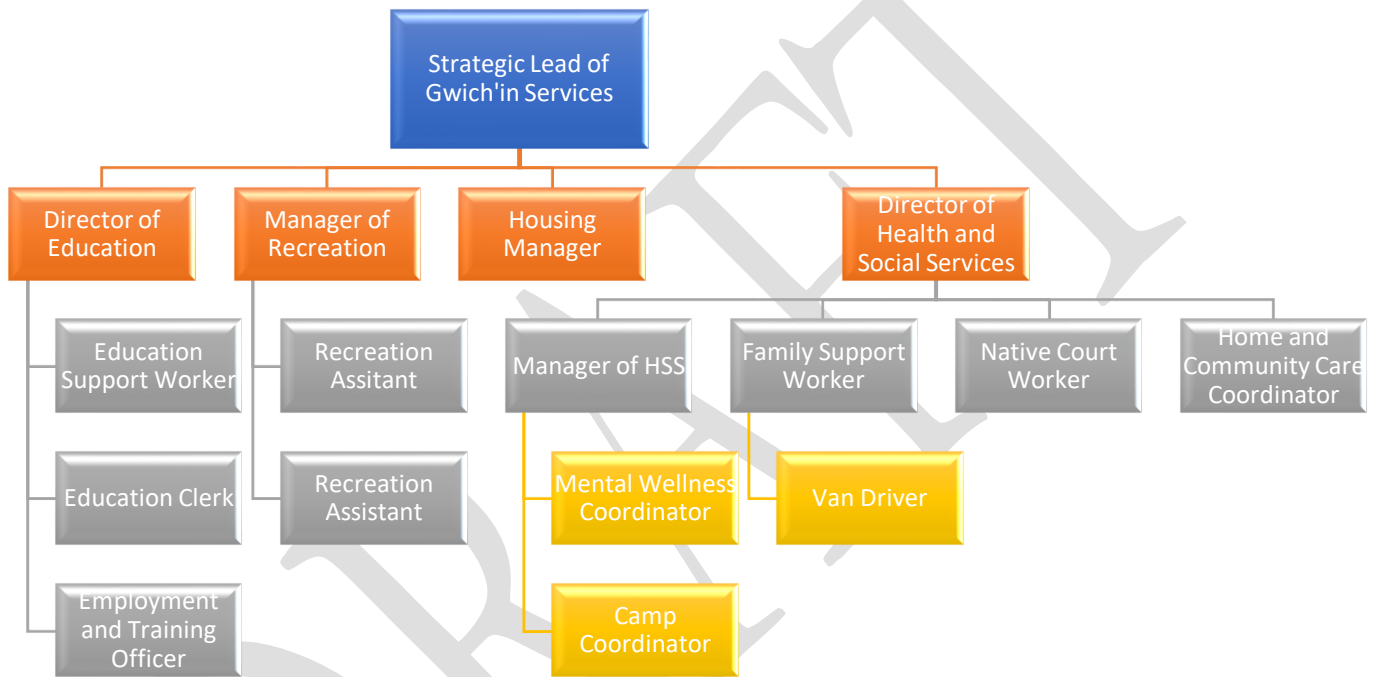 Strategic Lead of
Gwich'in Services
Director of
Education
Manager of
Recreation
Housing
Manager
Director of
Health and
Social Services
Education
Support Worker
Recreation
Assitant
Manager of HSS
Family Support
Worker
Native Court
Worker
Home and
Community Care
Coordinator
Education Clerk
Recreation
Assistant
Mental Wellness
Coordinator
Van Driver
Employment
and Training
Officer
Camp
Coordinator
DRAFT